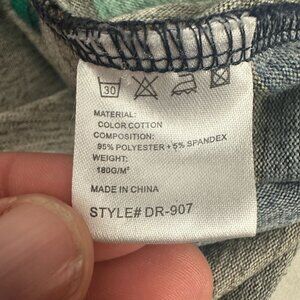 30
MATERIAL:
COLOR COTTON
COMPOSITION:
95% POLYESTER + 5% SPANDEX
WEIGHT:
180G/M²
MADE IN CHINA
STYLE# DR-907